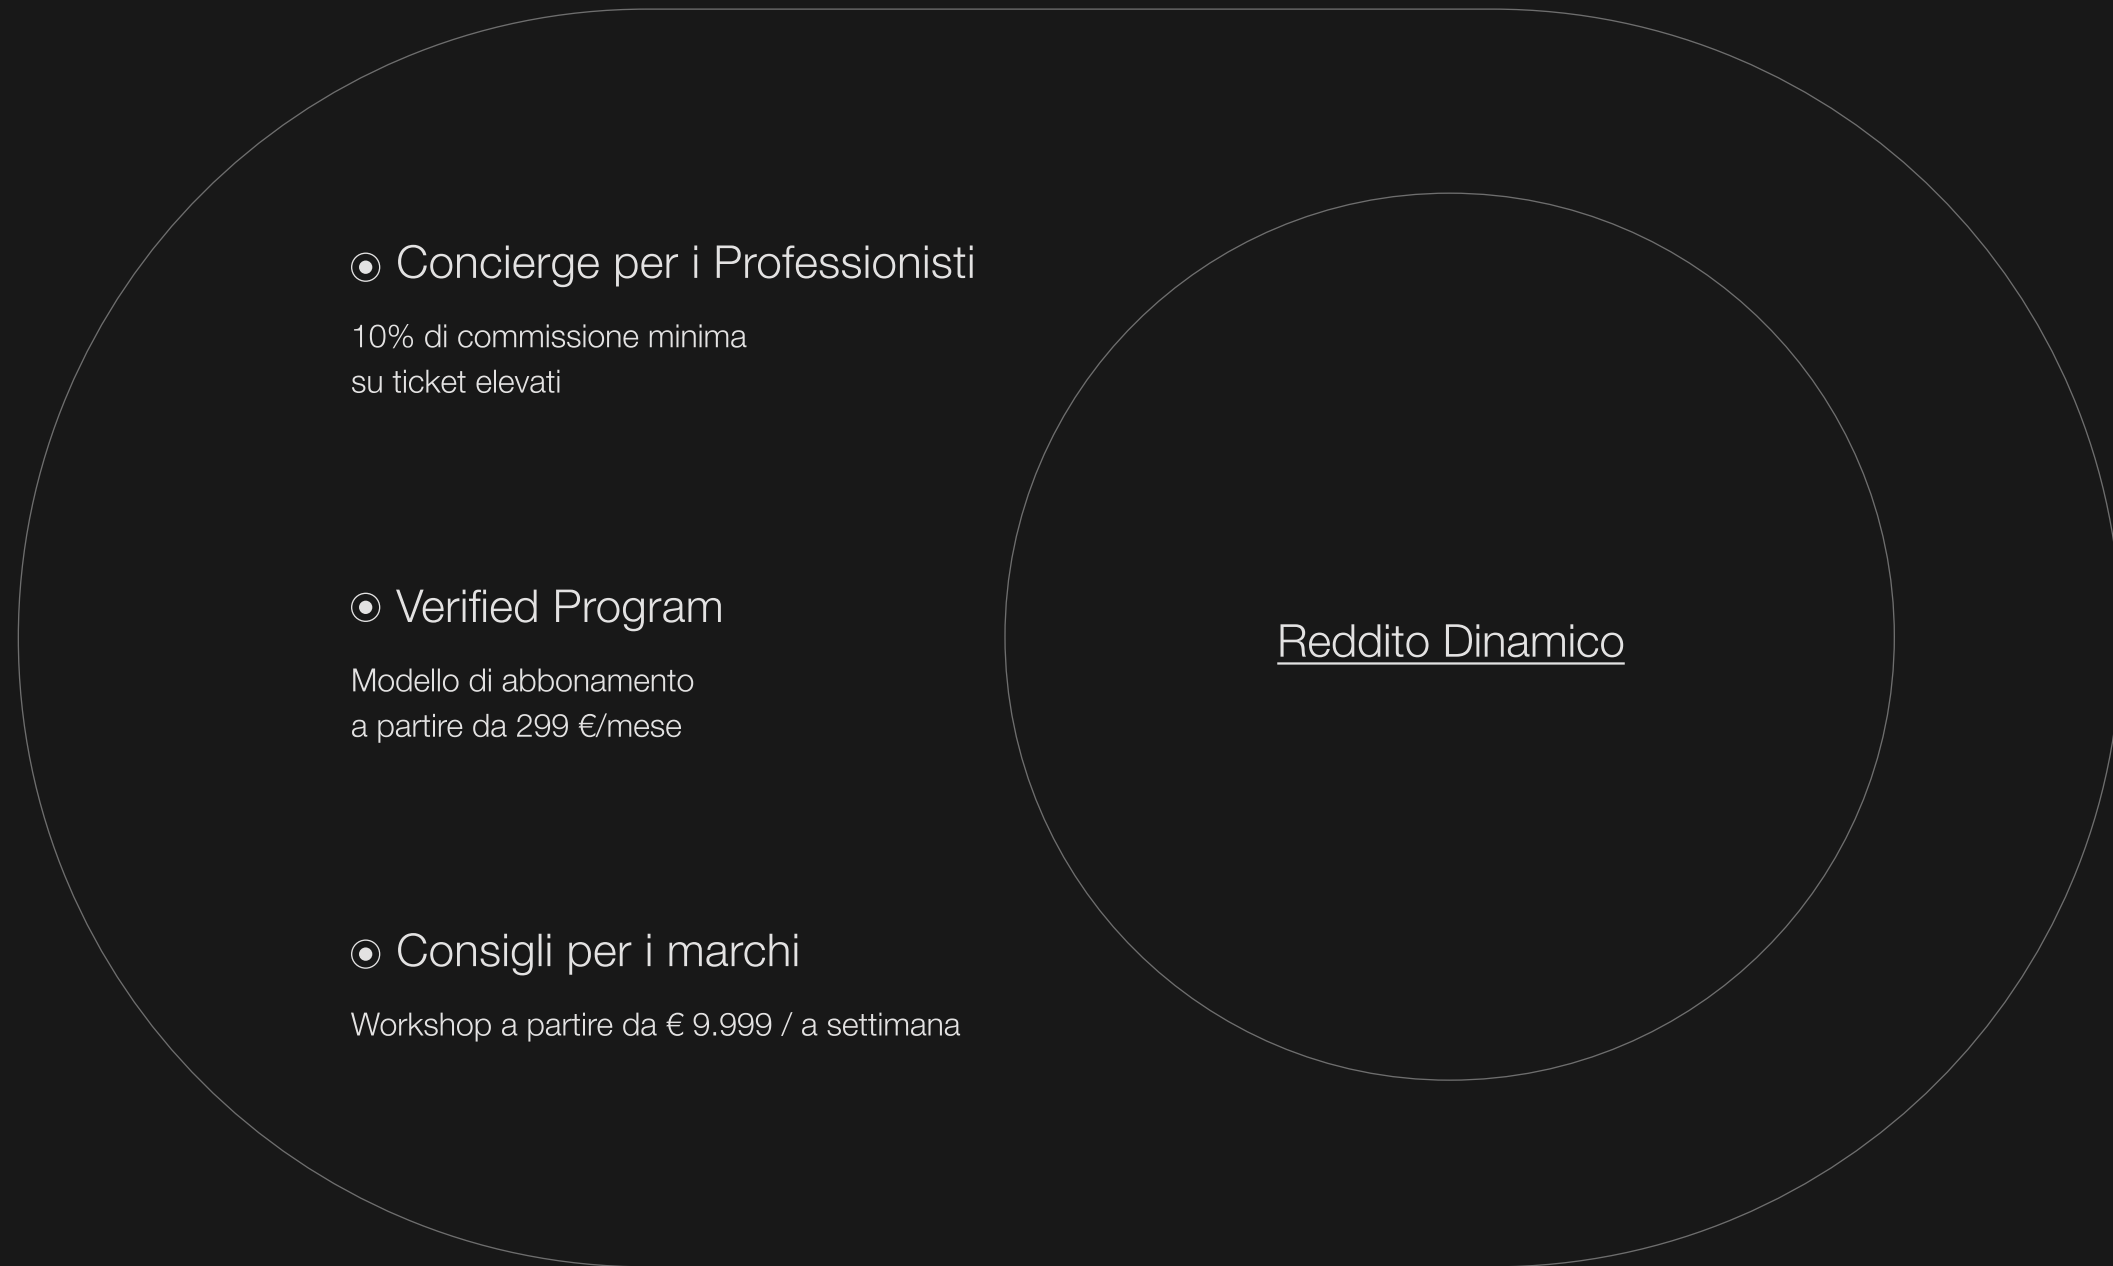 Concierge per i Professionisti
10% di commissione minima
su ticket elevati
Verified Program
Modello di abbonamento
a partire da 299 €/mese
Consigli per i marchi
Workshop a partire da € 9.999 / a settimana
Reddito Dinamico